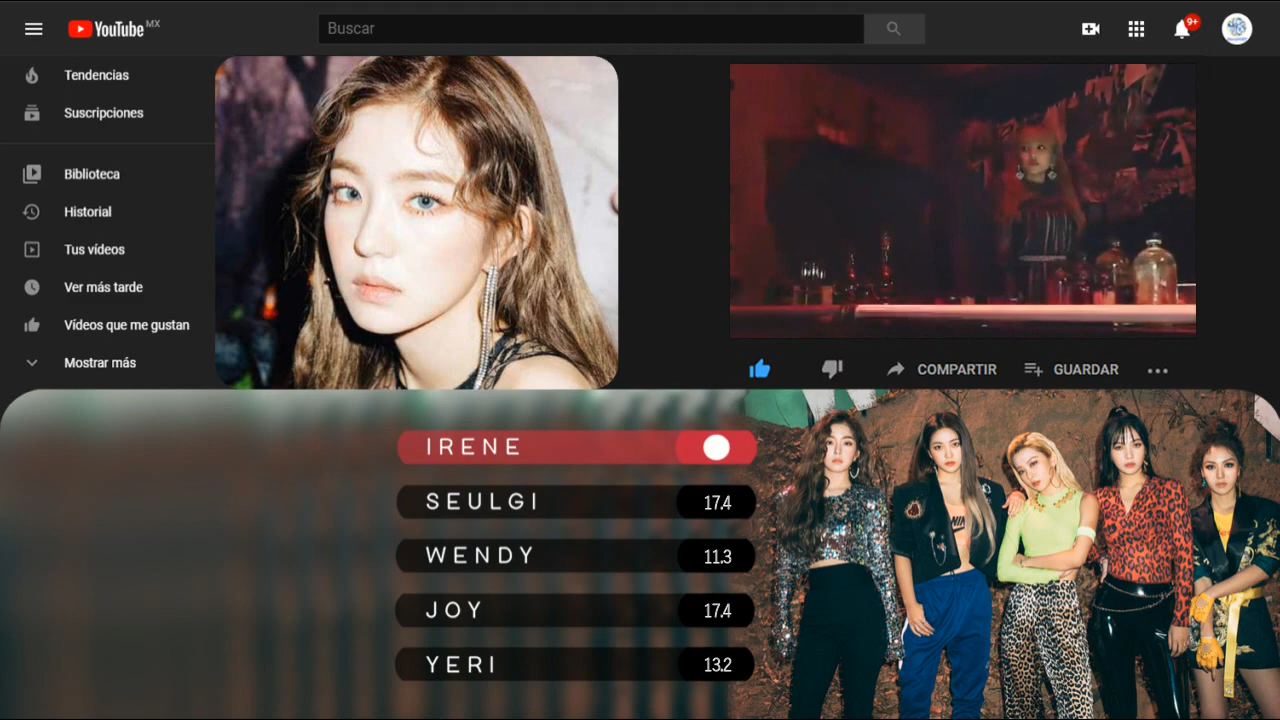 YouTube MX
Buscar
9+
Tendencias
Suscripciones
Biblioteca
Historial
Tus vídeos
Ver más tarde
Vídeos que me gustan
Mostrar más
COMPARTIR
GUARDAR
IRENE
SEULGI 17.4
WENDY 11.3
JOY 17.4
YERI 13.2